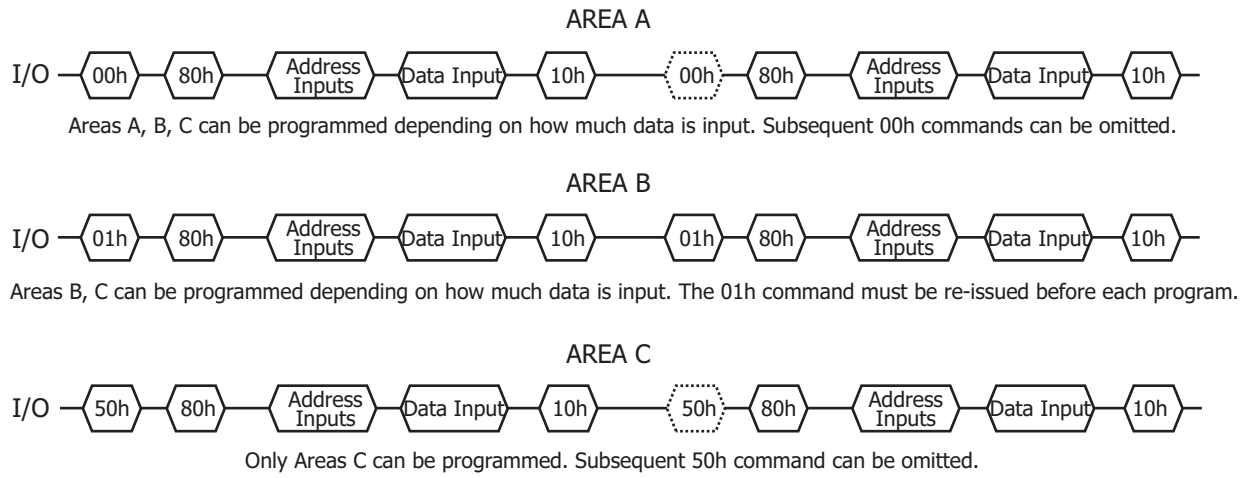 AREA A
I/O 00h 80h Address Inputs Data Input 10h 00h 80h Address Inputs Data Input 10h
Areas A, B, C can be programmed depending on how much data is input. Subsequent 00h commands can be omitted.
AREA B
I/O 01h 80h Address Inputs Data Input 10h 01h 80h Address Inputs Data Input 10h
Areas B, C can be programmed depending on how much data is input. The 01h command must be re-issued before each program.
AREA C
I/O 50h 80h Address Inputs Data Input 10h 50h 80h Address Inputs Data Input 10h
Only Areas C can be programmed. Subsequent 50h command can be omitted.